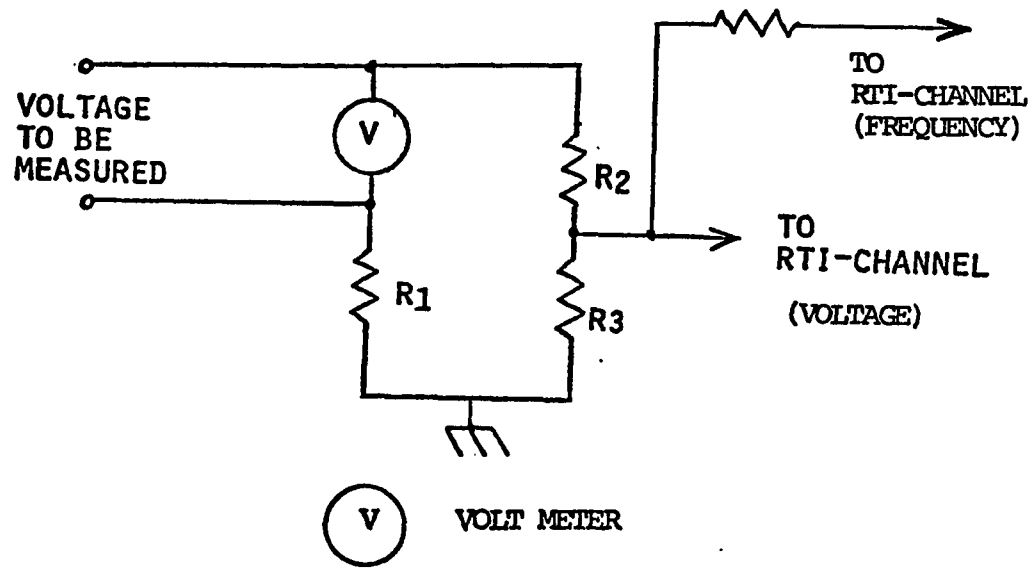 VOLTAGE
TO BE
MEASURED
V
R1
R2
R3
TO
RTI-CHANNEL
(FREQUENCY)
TO
RTI-CHANNEL
(VOLTAGE)
V
VOLT METER